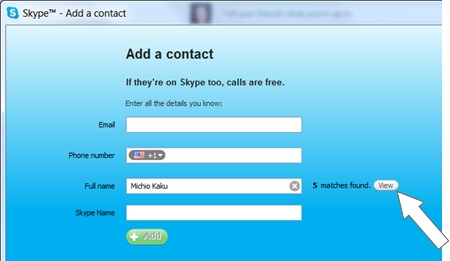 Skype™ - Add a contact
Tell your friends what you're up to
Add a contact
If they're on Skype too, calls are free.
Enter all the details you know:
Email
Phone number +1
Full name Michio Kaku 5 matches found. View
Skype Name
Add